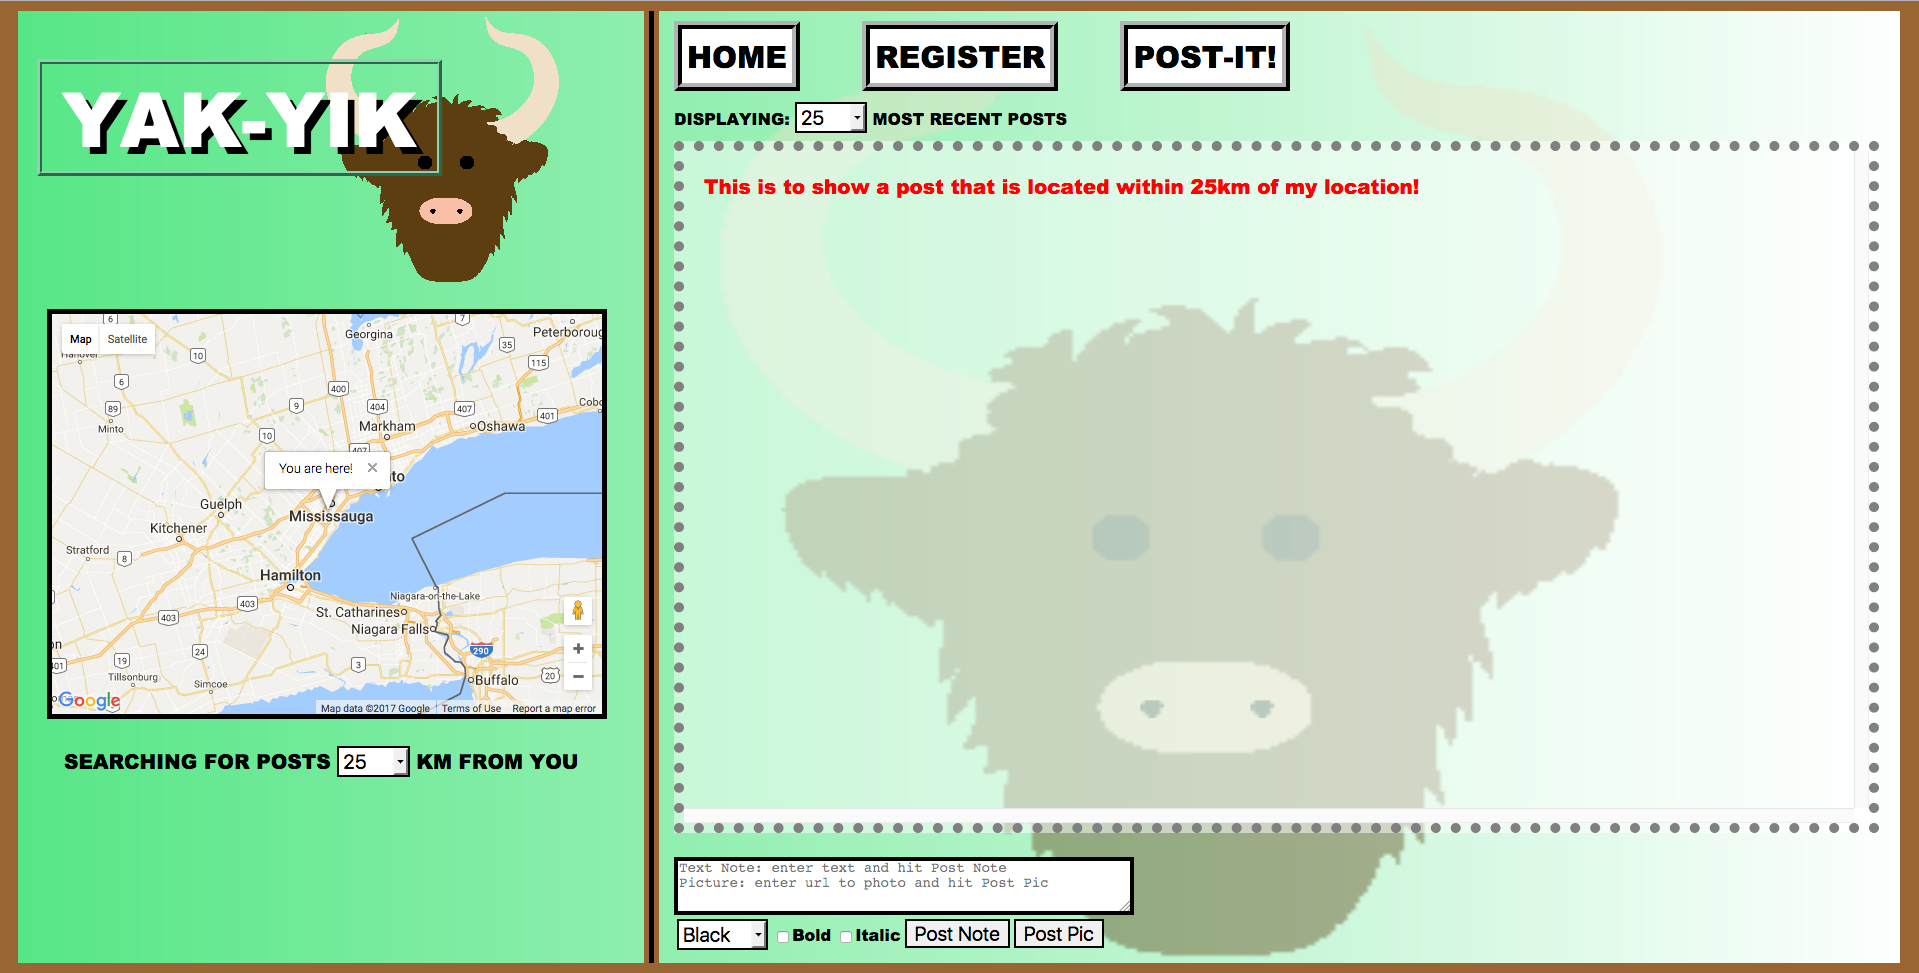 YAK-YIK
HOME
REGISTER
POST-IT!
DISPLAYING: 25 MOST RECENT POSTS
This is to show a post that is located within 25km of my location!
Map
Satellite
6
Georgina
7
Peterboroug
Hanover
10
35
115
6
400
9
404
407
401
Cobo
89
Minto
10
Markham
Oshawa
407
You are here!
to
Guelph
Mississauga
Kitchener
Stratford
8
Hamilton
403
403
Niagara-on-the-Lake
St. Catharines
Niagara Falls
290
on
401
19
24
3
20
Tillsonburg
Simcoe
Buffalo
Google
Map data ©2017 Google
Terms of Use
Report a map error
SEARCHING FOR POSTS 25 KM FROM YOU
Text Note: enter text and hit Post Note
Picture: enter url to photo and hit Post Pic
Black
Bold
Italic
Post Note
Post Pic